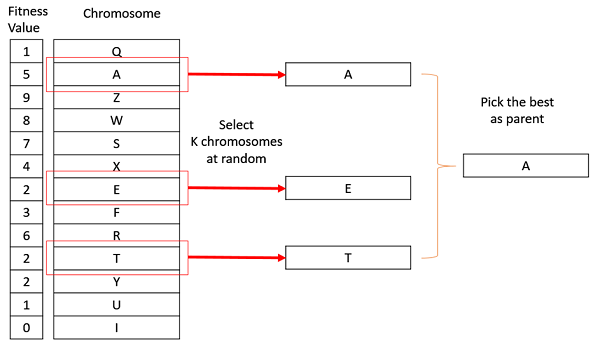 Fitness
Value
Chromosome
1 Q
5 A
9 Z
8 W
7 S
4 X
2 E
3 F
6 R
2 T
2 Y
1 U
0 I
Select
K chromosomes
at random
A
E
T
Pick the best
as parent
A